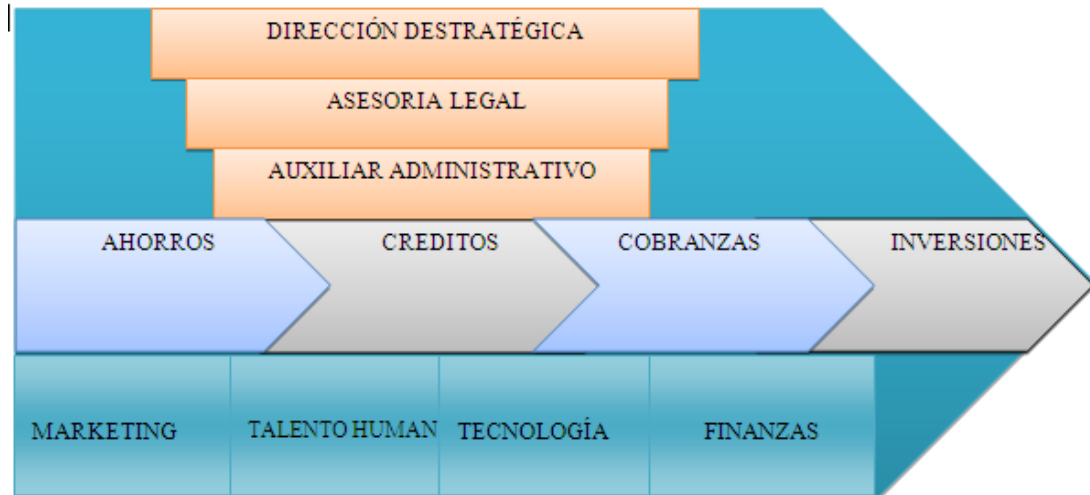 DIRECCIÓN DESTRATÉGICA
ASESORIA LEGAL
AUXILIAR ADMINISTRATIVO
AHORROS
CREDITOS
COBRANZAS
INVERSIONES
MARKETING
TALENTO HUMAN
TECNOLOGÍA
FINANZAS